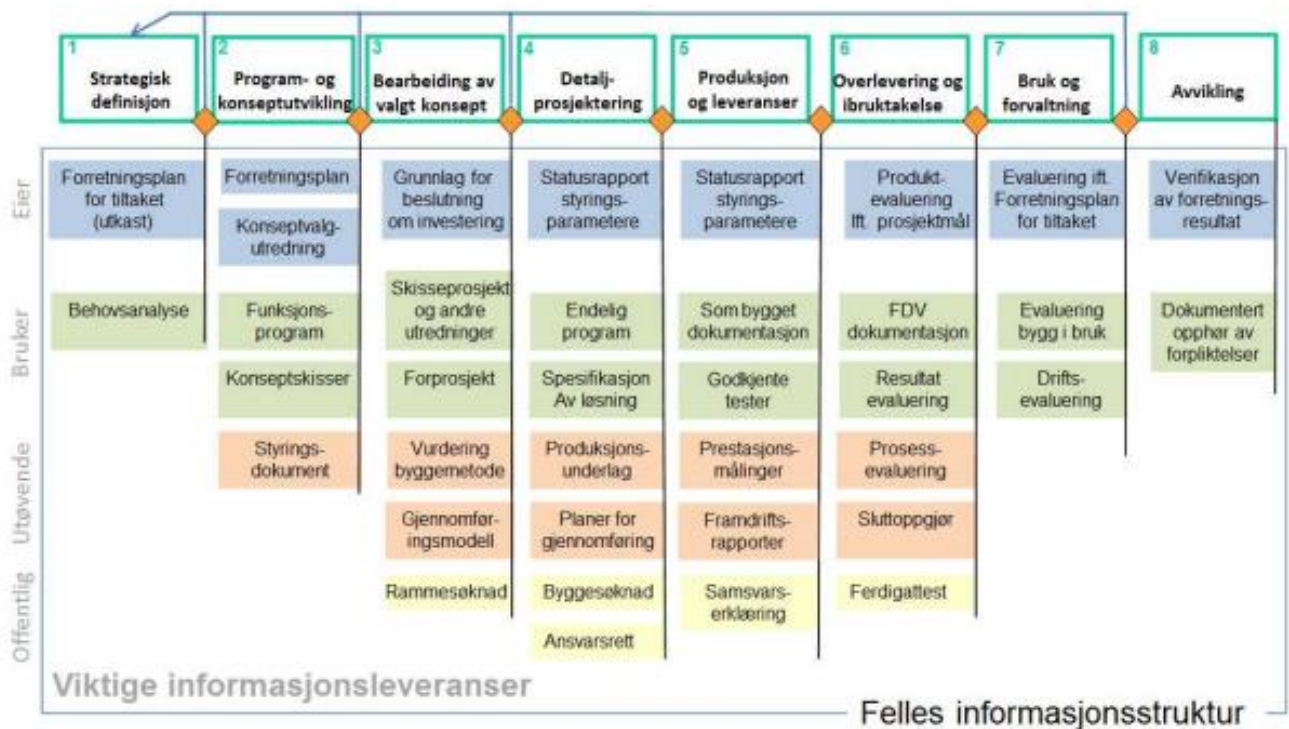 1
Strategisk
definisjon
2
Program- og
konseptutvikling
3
Bearbeiding av
valgt konsept
4
Detalj-
prosjektering
5
Produksjon
og leveranser
6
Overlevering og
ibruktakelse
7
Bruk og
forvaltning
8
Avvikling
Eier
Forretningsplan
for tiltaket
(utkast)
Forretningsplan
Konseptvalg-
utredning
Grunnlag for
beslutning
om investering
Statusrapport
styrings-
parametere
Statusrapport
styrings-
parametere
Produkt-
evaluering
Ift. prosjektmål
Evaluering ift.
Forretningsplan
for tiltaket
Verifikasjon
av forretnings-
resultat
Bruker
Behovsanalyse
Funksjons-
program
Konseptskisser
Skisseprosjekt
og andre
utredninger
Forprosjekt
Endelig
program
Spesifikasjon
Av løsning
Som bygget
dokumentasjon
Godkjente
tester
FDV
dokumentasjon
Resultat
evaluering
Evaluering
bygg i bruk
Drifts-
evaluering
Dokumentert
opphør av
forpliktelser
Utøvende
Styrings-
dokument
Vurdering
byggemetode
Gjennomfør-
ingsmodell
Produksjons-
underlag
Planer for
gjennomføring
Prestasjons-
målinger
Framdrifts-
rapporter
Prosess-
evaluering
Sluttoppgjør
Offentlig
Rammesøknad
Byggesøknad
Ansvarsrett
Samsvars-
erklæring
Ferdigattest
Viktige informasjonsleveranser
Felles informasjonsstruktur